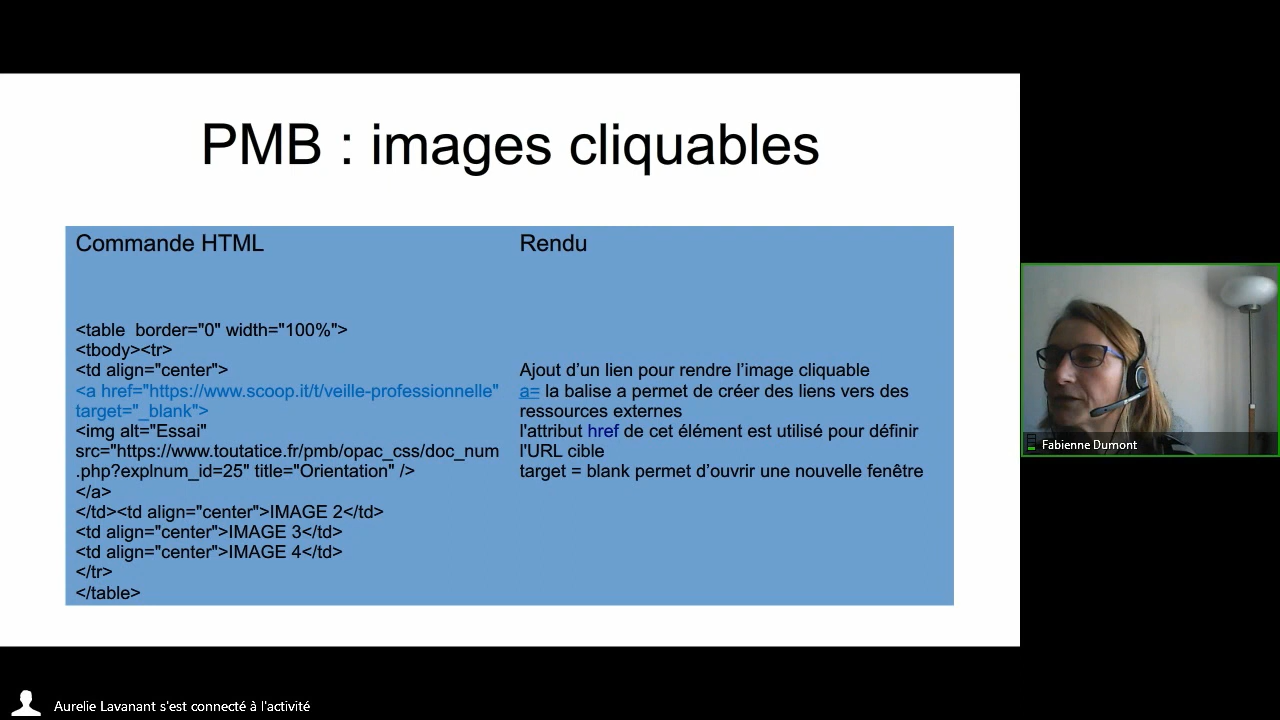 PMB : images cliquables
Commande HTML
<table  border="0" width="100%">
<tbody><tr>
<td align="center">
<a href="https://www.scoop.it/t/veille-professionnelle"
target="_blank">
<img alt="Essai"
src="https://www.toutatice.fr/pmb/opac_css/doc_num
.php?explnum_id=25" title="Orientation" />
</a>
</td><td align="center">IMAGE 2</td>
<td align="center">IMAGE 3</td>
<td align="center">IMAGE 4</td>
</tr>
</table>
Rendu
Ajout d’un lien pour rendre l’image cliquable
a= la balise a permet de créer des liens vers des
ressources externes
l'attribut href de cet élément est utilisé pour définir
l'URL cible
target = blank permet d’ouvrir une nouvelle fenêtre
Fabienne Dumont
Aurelie Lavanant s'est connecté à l'activité